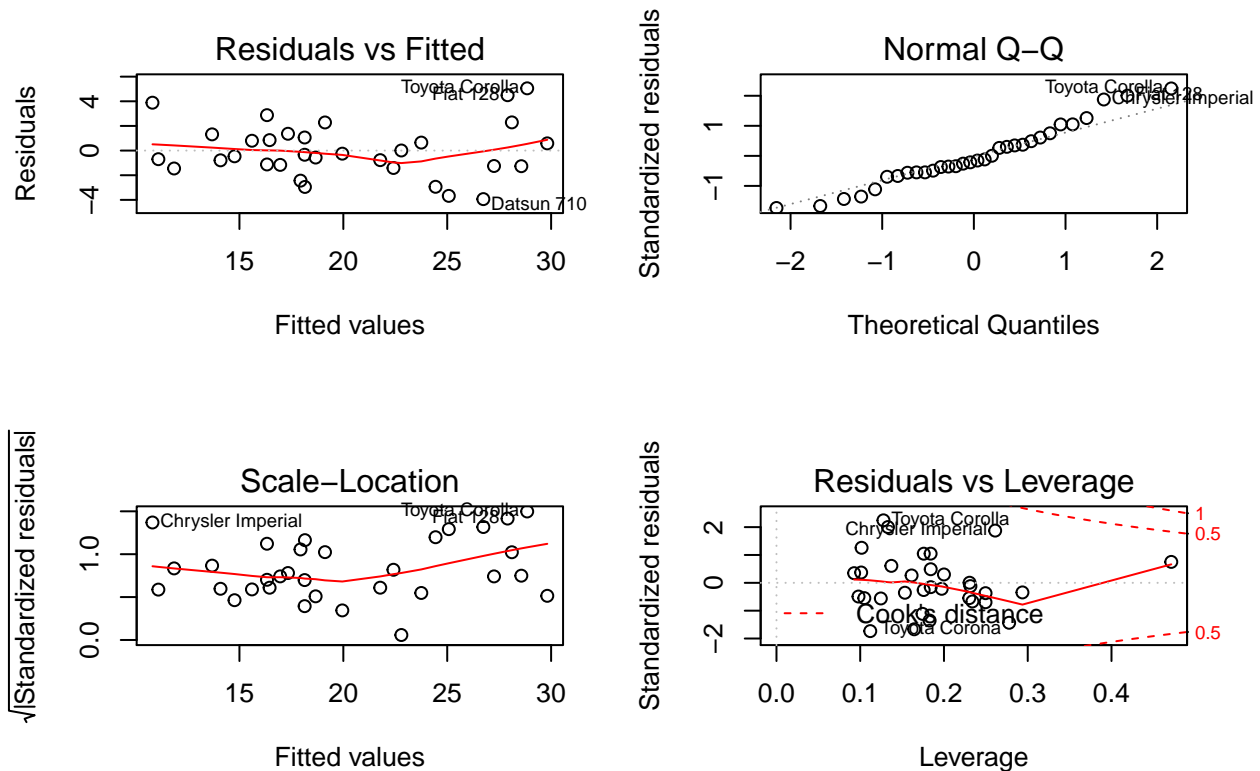 Residuals vs Fitted
Residuals
4
0
−4
Toyota Corolla
Fiat 128
Datsun 710
15 20 25 30
Fitted values
Normal Q−Q
Standardized residuals
1
−1
Toyota Corolla
Fiat 128
Chrysler Imperial
−2 −1 0 1 2
Theoretical Quantiles
Scale−Location
√|Standardized residuals|
1.0
0.0
Chrysler Imperial
Toyota Corolla
Fiat 128
15 20 25 30
Fitted values
Residuals vs Leverage
Standardized residuals
2
0
−2
Toyota Corolla
Chrysler Imperial
Cook's distance
Toyota Corona
1
0.5
0.5
0.0 0.1 0.2 0.3 0.4
Leverage